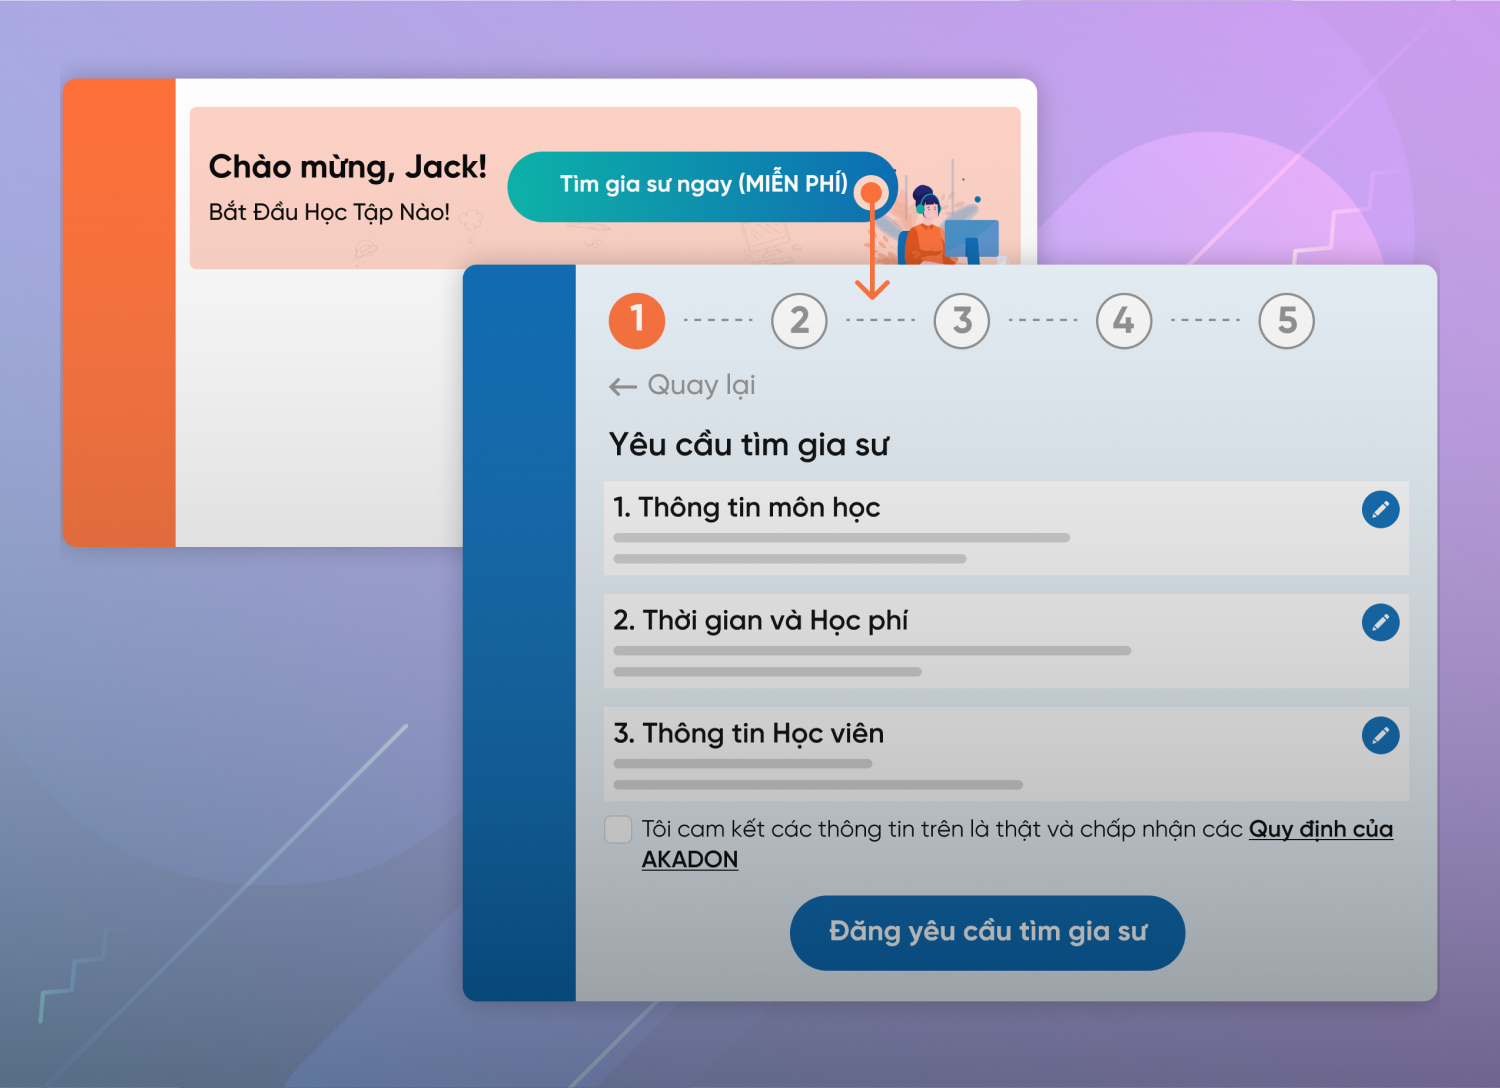 Chào mừng, Jack!
Bắt Đầu Học Tập Nào!
Tìm gia sư ngay (MIỄN PHÍ)
1 2 3 4 5
Quay lại
Yêu cầu tìm gia sư
1. Thông tin môn học
2. Thời gian và Học phí
3. Thông tin Học viên
Tôi cam kết các thông tin trên là thật và chấp nhận các Quy định của
AKADON
Đăng yêu cầu tìm gia sư